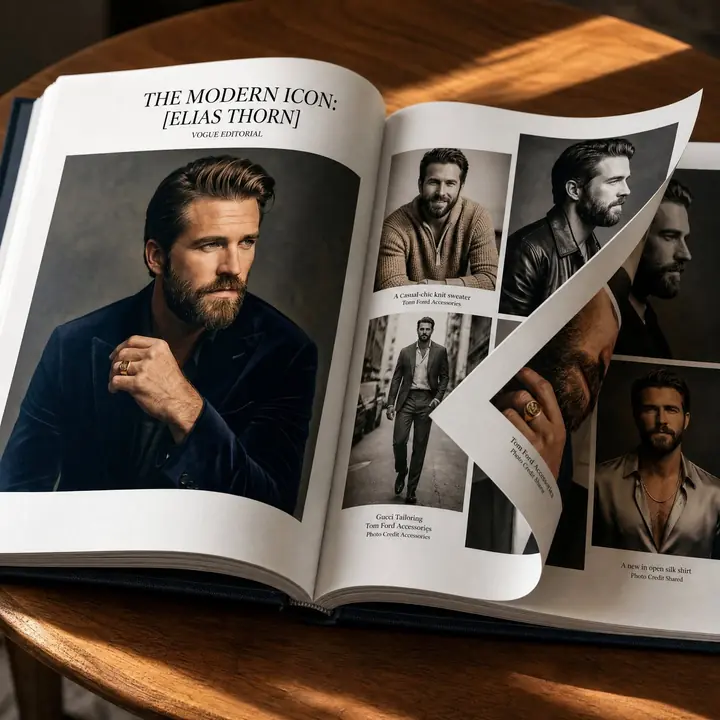 THE MODERN ICON:
[ELIAS THORN]
VOGUE EDITORIAL
A Casual-chic knit sweater
Tom Ford Accessories
Gucci Tailoring
Tom Ford Accessories
Photo Credit Accessories
Tom Ford Accessories
Photo Credit Shared
A new in open silk shirt
Photo Credit Shared